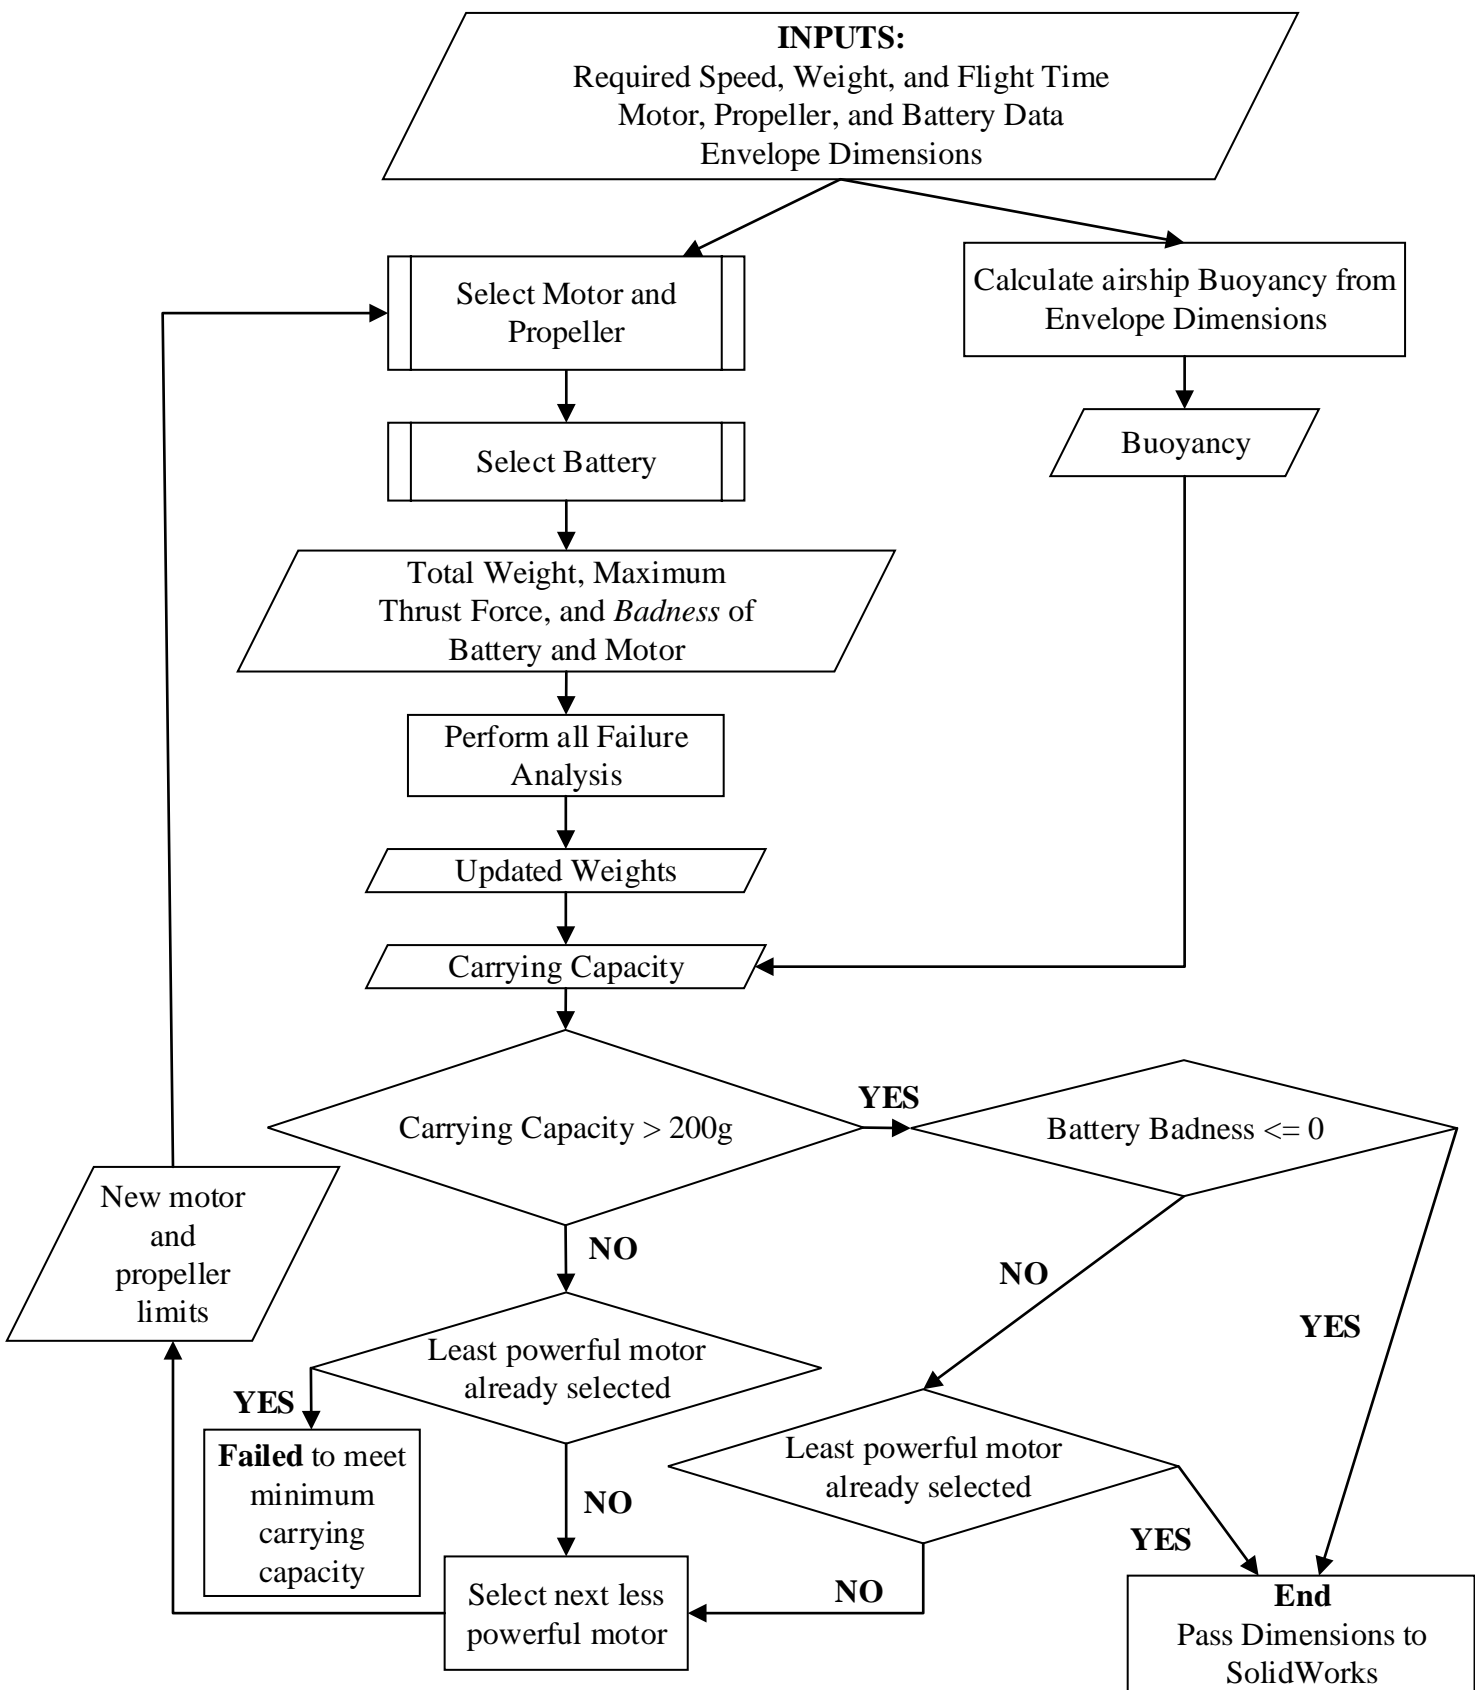 INPUTS:
Required Speed, Weight, and Flight Time
Motor, Propeller, and Battery Data
Envelope Dimensions
Select Motor and
Propeller
Calculate airship Buoyancy from
Envelope Dimensions
Select Battery
Buoyancy
Total Weight, Maximum
Thrust Force, and Badness of
Battery and Motor
Perform all Failure
Analysis
Updated Weights
Carrying Capacity
Carrying Capacity > 200g
YES
Battery Badness <= 0
New motor
and
propeller
limits
NO
NO
YES
Least powerful motor
already selected
YES
Failed to meet
minimum
carrying
capacity
NO
Least powerful motor
already selected
YES
NO
Select next less
powerful motor
End
Pass Dimensions to
SolidWorks